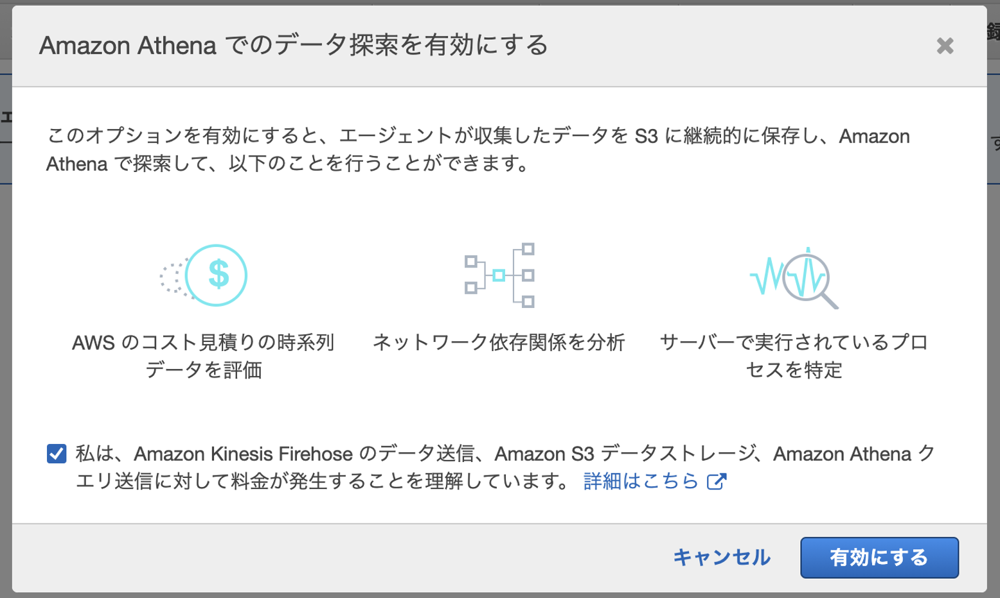 Amazon Athena でのデータ探索を有効にする
このオプションを有効にすると、エージェントが収集したデータを S3 に継続的に保存し、Amazon
Athena で探索して、以下のことを行うことができます。
$
AWS のコスト見積りの時系列
データを評価
ネットワーク依存関係を分析
サーバーで実行されているプロ
セスを特定
私は、Amazon Kinesis Firehose のデータ送信、Amazon S3 データストレージ、Amazon Athena ク
エリ送信に対して料金が発生することを理解しています。 詳細はこちら
キャンセル
有効にする